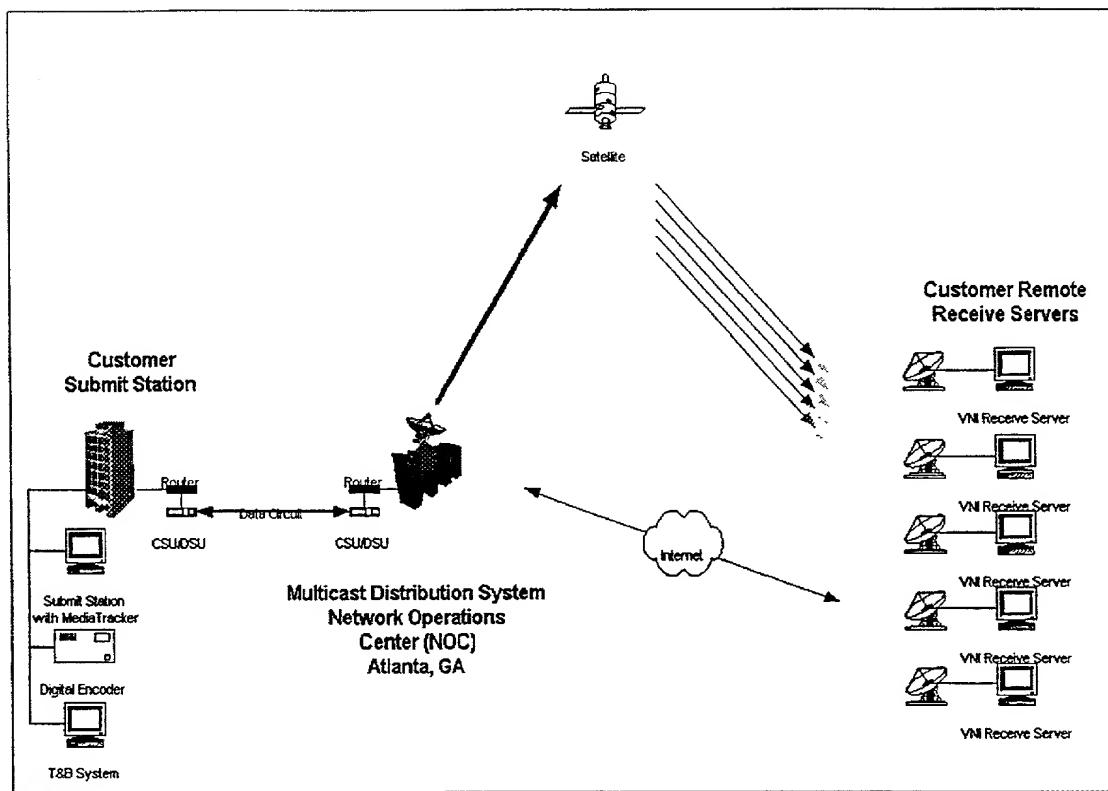 Satellite
Customer Remote
Receive Servers
VNI Receive Server
VNI Receive Server
VNI Receive Server
VNI Receive Server
VNI Receive Server
Customer
Submit Station
Router
Data Circuit
Router
CSU/DSU
CSU/DSU
Internet
Submit Station
with MediaTracker
Digital Encoder
T&B System
Multicast Distribution System
Network Operations
Center (NOC)
Atlanta, GA